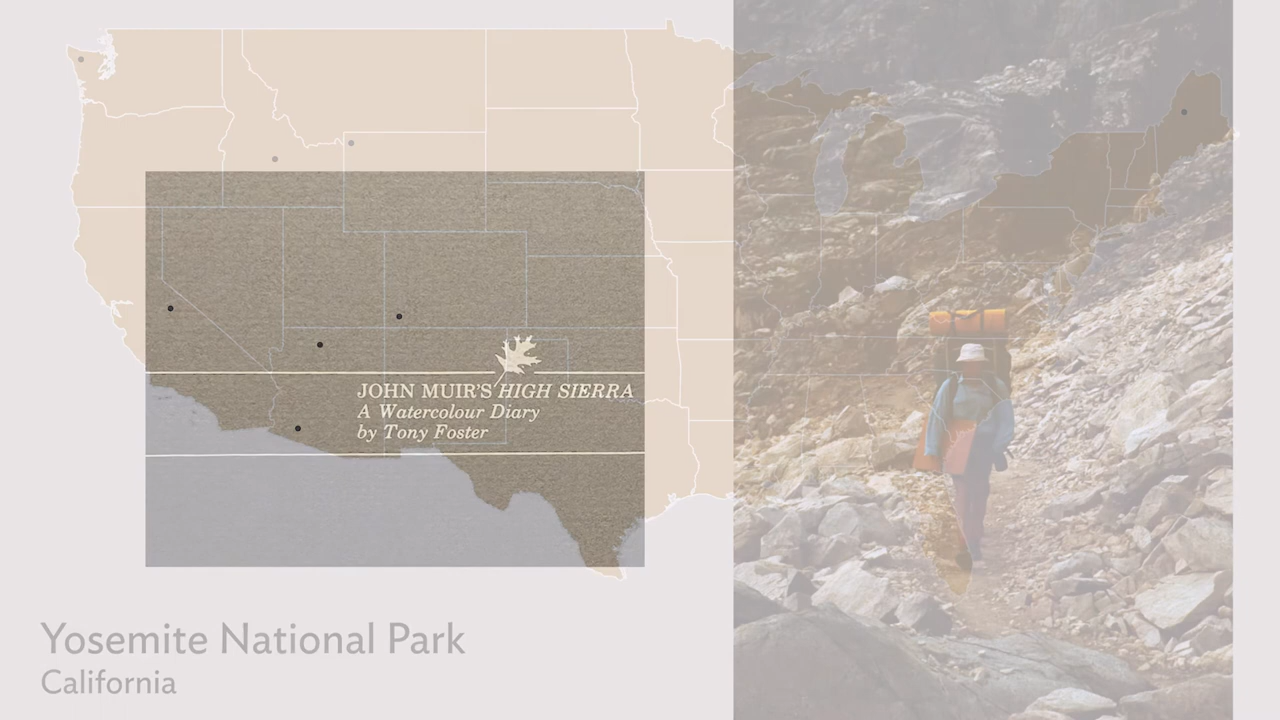 JOHN MUIR'S HIGH SIERRA
A Watercolour Diary
by Tony Foster
Yosemite National Park
California